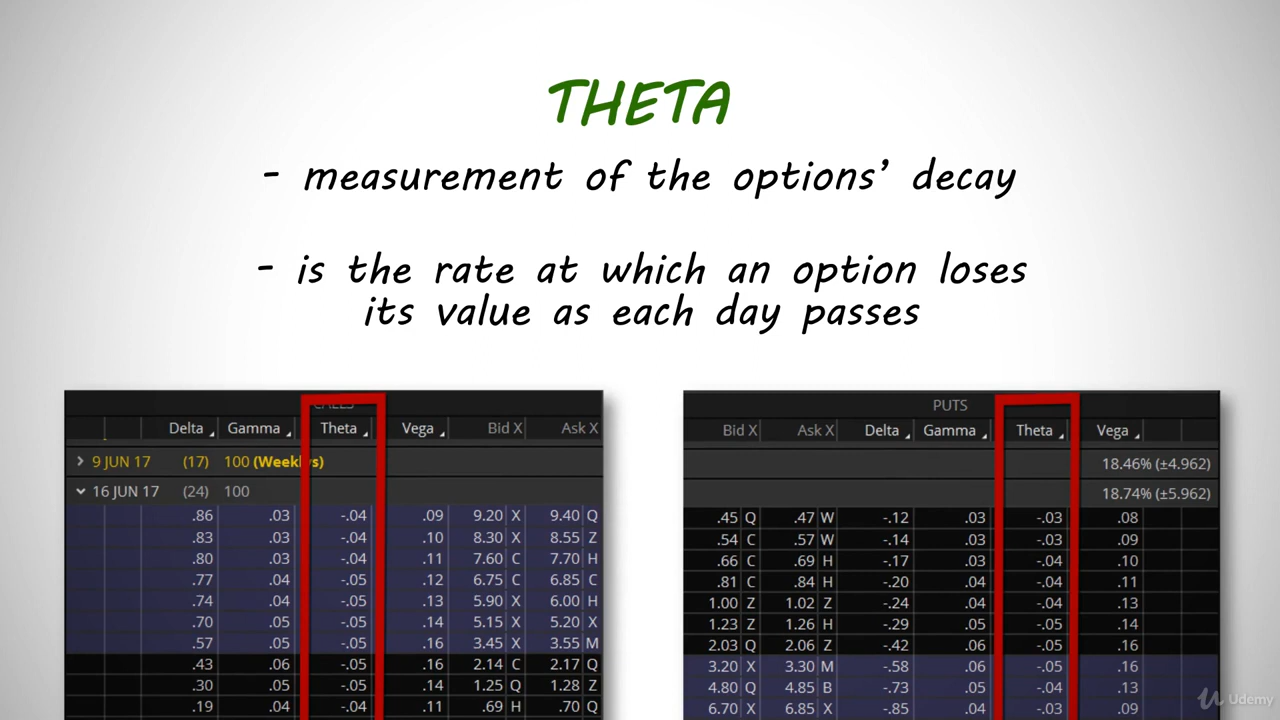 THETA
- measurement of the options’ decay
- is the rate at which an option loses
its value as each day passes
Delta Gamma Theta Vega Bid X Ask X
9 JUN 17 (17) 100 (Weeklys)
16 JUN 17 (24) 100
.86 .03 -.04 .09 9.20 X 9.40 Q
.83 .03 -.04 .10 8.30 X 8.55 Z
.80 .03 -.04 .11 7.60 C 7.70 H
.77 .04 -.05 .12 6.75 C 6.85 C
.74 .04 -.05 .13 5.90 X 6.00 H
.70 .05 -.05 .14 5.15 X 5.20 X
.57 .05 -.05 .16 3.45 X 3.55 M
.43 .06 -.05 .16 2.14 C 2.17 Q
.30 .05 -.05 .14 1.25 Q 1.28 Z
.19 .04 -.04 .11 .69 H .70 Q
PUTS
Bid X Ask X Delta Gamma Theta Vega
18.46% (±4.962)
18.74% (±5.962)
.45 Q .47 W -.12 .03 -.03 .08
.54 C .57 W -.14 .03 -.03 .09
.66 C .69 H -.17 .03 -.04 .10
.81 C .84 H -.20 .04 -.04 .11
1.00 Z 1.02 Z -.24 .04 -.04 .13
1.23 Z 1.26 H -.29 .05 -.05 .14
2.03 Q 2.06 Z -.42 .06 -.05 .16
3.20 X 3.30 M -.58 .06 -.05 .16
4.80 Q 4.85 B -.73 .05 -.04 .13
6.70 X 6.85 X -.85 .04 -.03 .09
Udemy